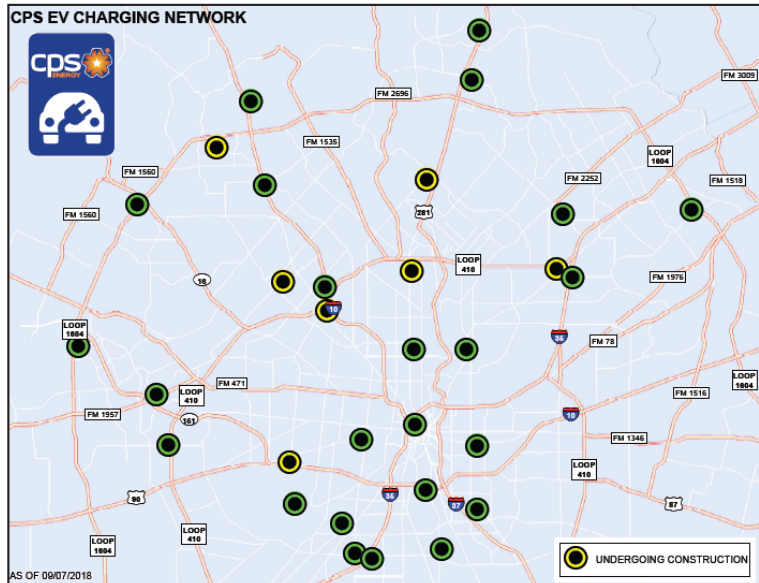 CPS EV CHARGING NETWORK
cps
ENERGY
FM 3009
FM 2696
FM 1535
LOOP
1604
FM 1560
FM 2252
FM 1518
FM 1560
281
LOOP
410
16
FM 1976
10
LOOP
1604
35
FM 78
FM 471
LOOP
410
LOOP
1604
FM 1957
151
FM 1516
10
FM 1346
LOOP
410
90
35
37
87
LOOP
1604
LOOP
410
UNDERGOING CONSTRUCTION
AS OF 09/07/2018